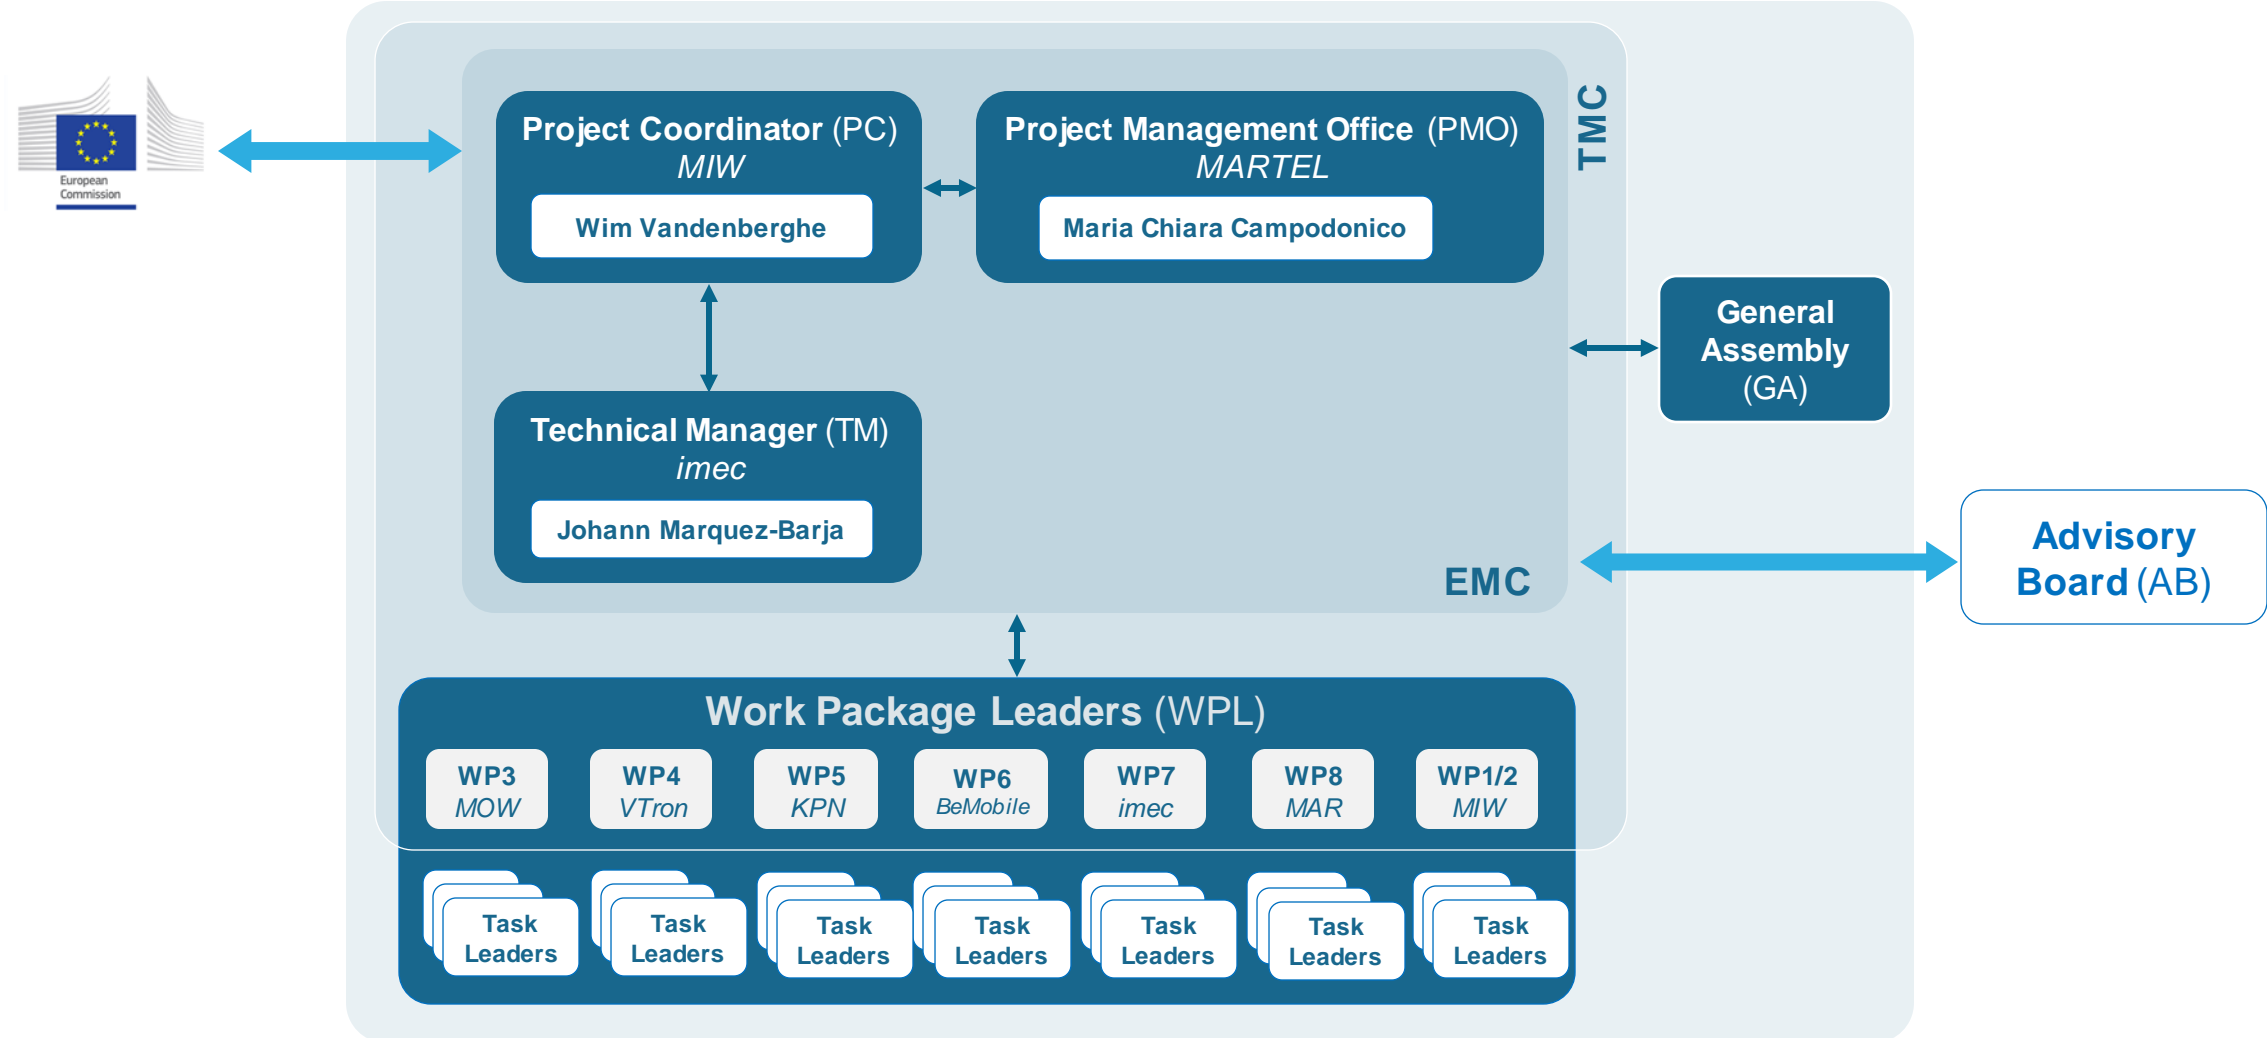 European
Commission
Project Coordinator (PC)
MIW
Wim Vandenberghe
Project Management Office (PMO)
MARTEL
Maria Chiara Campodonico
TMC
General
Assembly
(GA)
Technical Manager (TM)
imec
Johann Marquez-Barja
EMC
Advisory
Board (AB)
Work Package Leaders (WPL)
WP3
MOW
WP4
VTron
WP5
KPN
WP6
BeMobile
WP7
imec
WP8
MAR
WP1/2
MIW
Task
Leaders
Task
Leaders
Task
Leaders
Task
Leaders
Task
Leaders
Task
Leaders
Task
Leaders